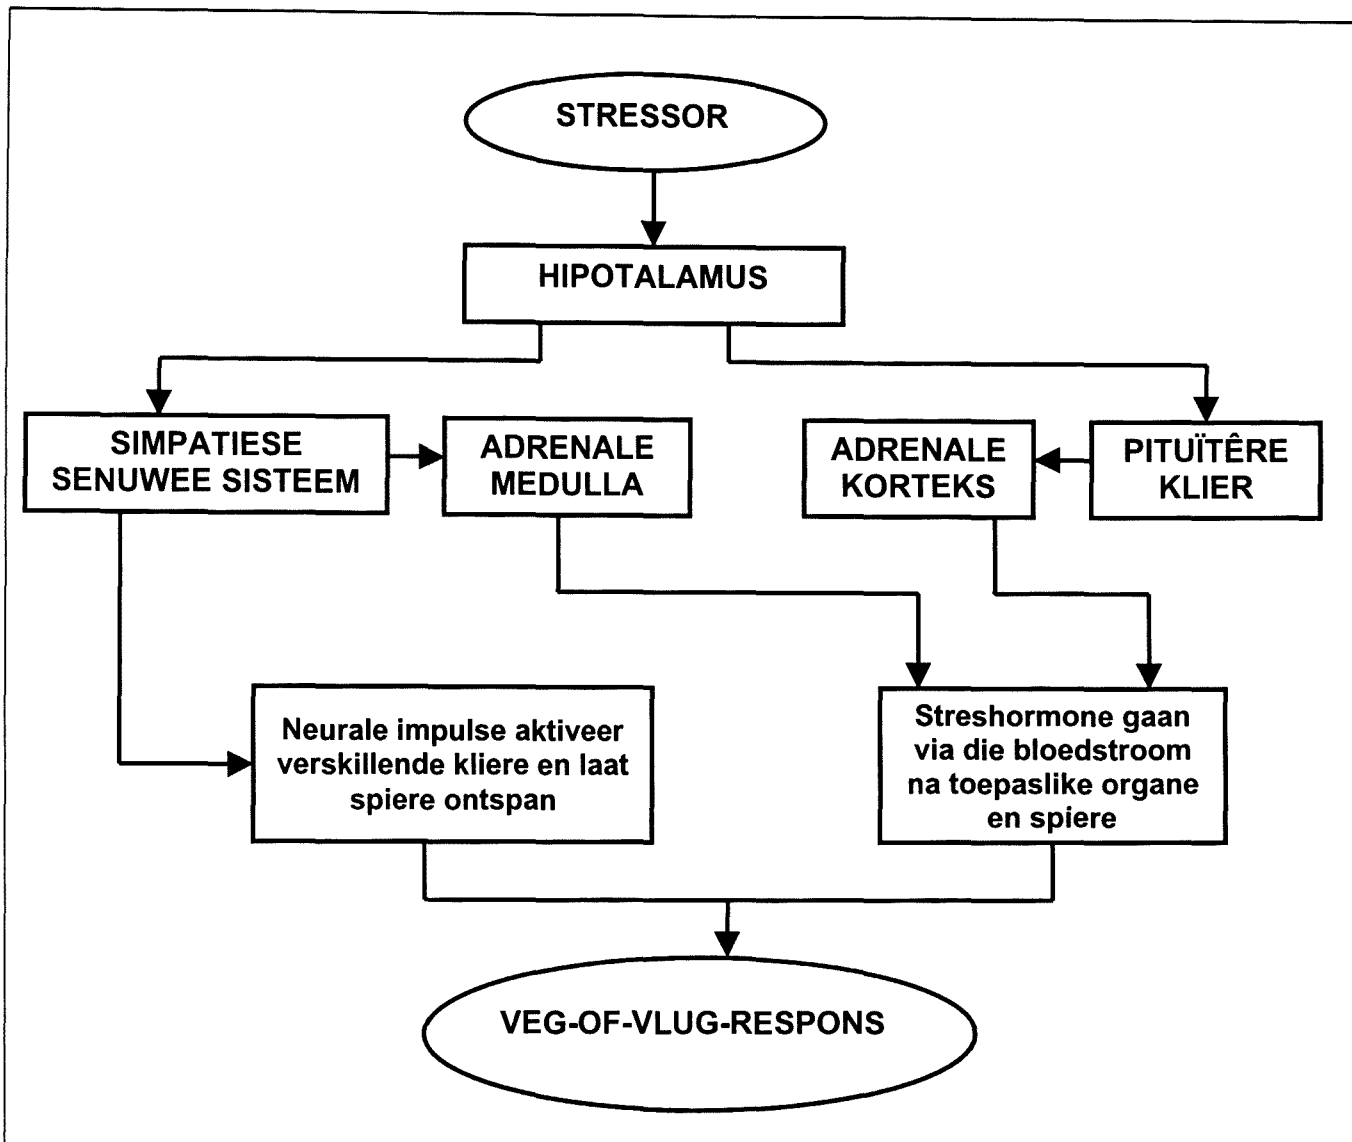 STRESSOR
HIPOTALAMUS
SIMPATIESE
SENUWEE SISTEEM
ADRENALE
MEDULLA
ADRENALE
KORTEKS
PITUÏTÊRE
KLIER
Neurale impulse aktiveer
verskillende kliere en laat
spiere ontspan
Streshormone gaan
via die bloedstroom
na toepaslike organe
en spiere
VEG-OF-VLUG-RESPONS